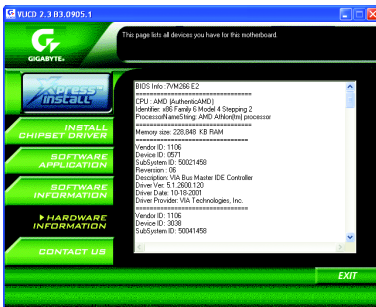 VUCD 2.3 B3.0905.1
GIGABYTE
This page lists all devices you have for this motherboard.
Xpress
INSTALL
INSTALL
CHIPSET DRIVER
SOFTWARE
APPLICATION
SOFTWARE
INFORMATION
HARDWARE
INFORMATION
CONTACT US
BIOS Info : 7VM266 E2
==============================
CPU : AMD (AuthenticAMD)
Identifier: x86 Family 6 Model 4 Stepping 2
ProcessorNameString: AMD Athlon(tm) processor
==============================
Memory size: 228,848 KB RAM
==============================
Vendor ID: 1106
Device ID: 0571
SubSystem ID: 50021458
Reversion : 06
Description: VIA Bus Master IDE Controller
Driver Ver: 5.1.2600.120
Driver Date: 10-18-2001
Driver Provider: VIA Technologies, Inc.
==============================
Vendor ID: 1106
Device ID: 3038
SubSystem ID: 50041458
EXIT